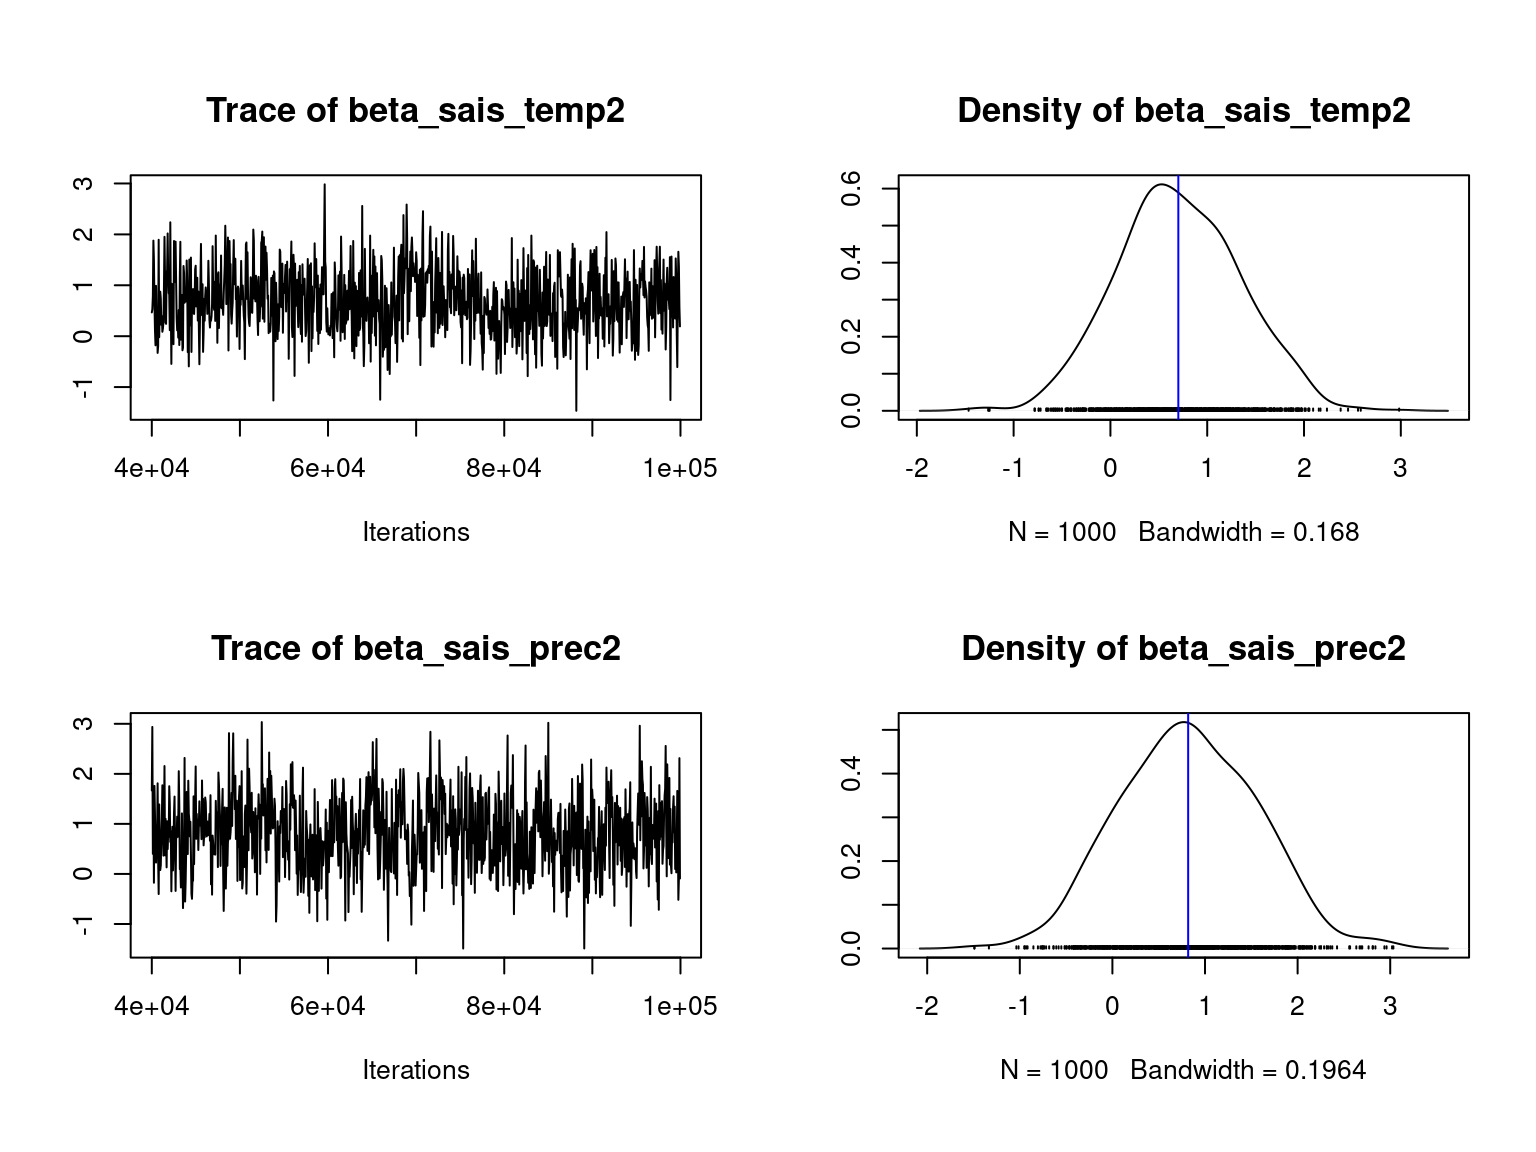 Trace of beta_sais_temp2
3
2
1
0
-1
4e+04 6e+04 8e+04 1e+05
Iterations
Density of beta_sais_temp2
0.6
0.4
0.2
0.0
-2 -1 0 1 2 3
N = 1000 Bandwidth = 0.168
Trace of beta_sais_prec2
3
2
1
0
-1
4e+04 6e+04 8e+04 1e+05
Iterations
Density of beta_sais_prec2
0.4
0.2
0.0
-2 -1 0 1 2 3
N = 1000 Bandwidth = 0.1964